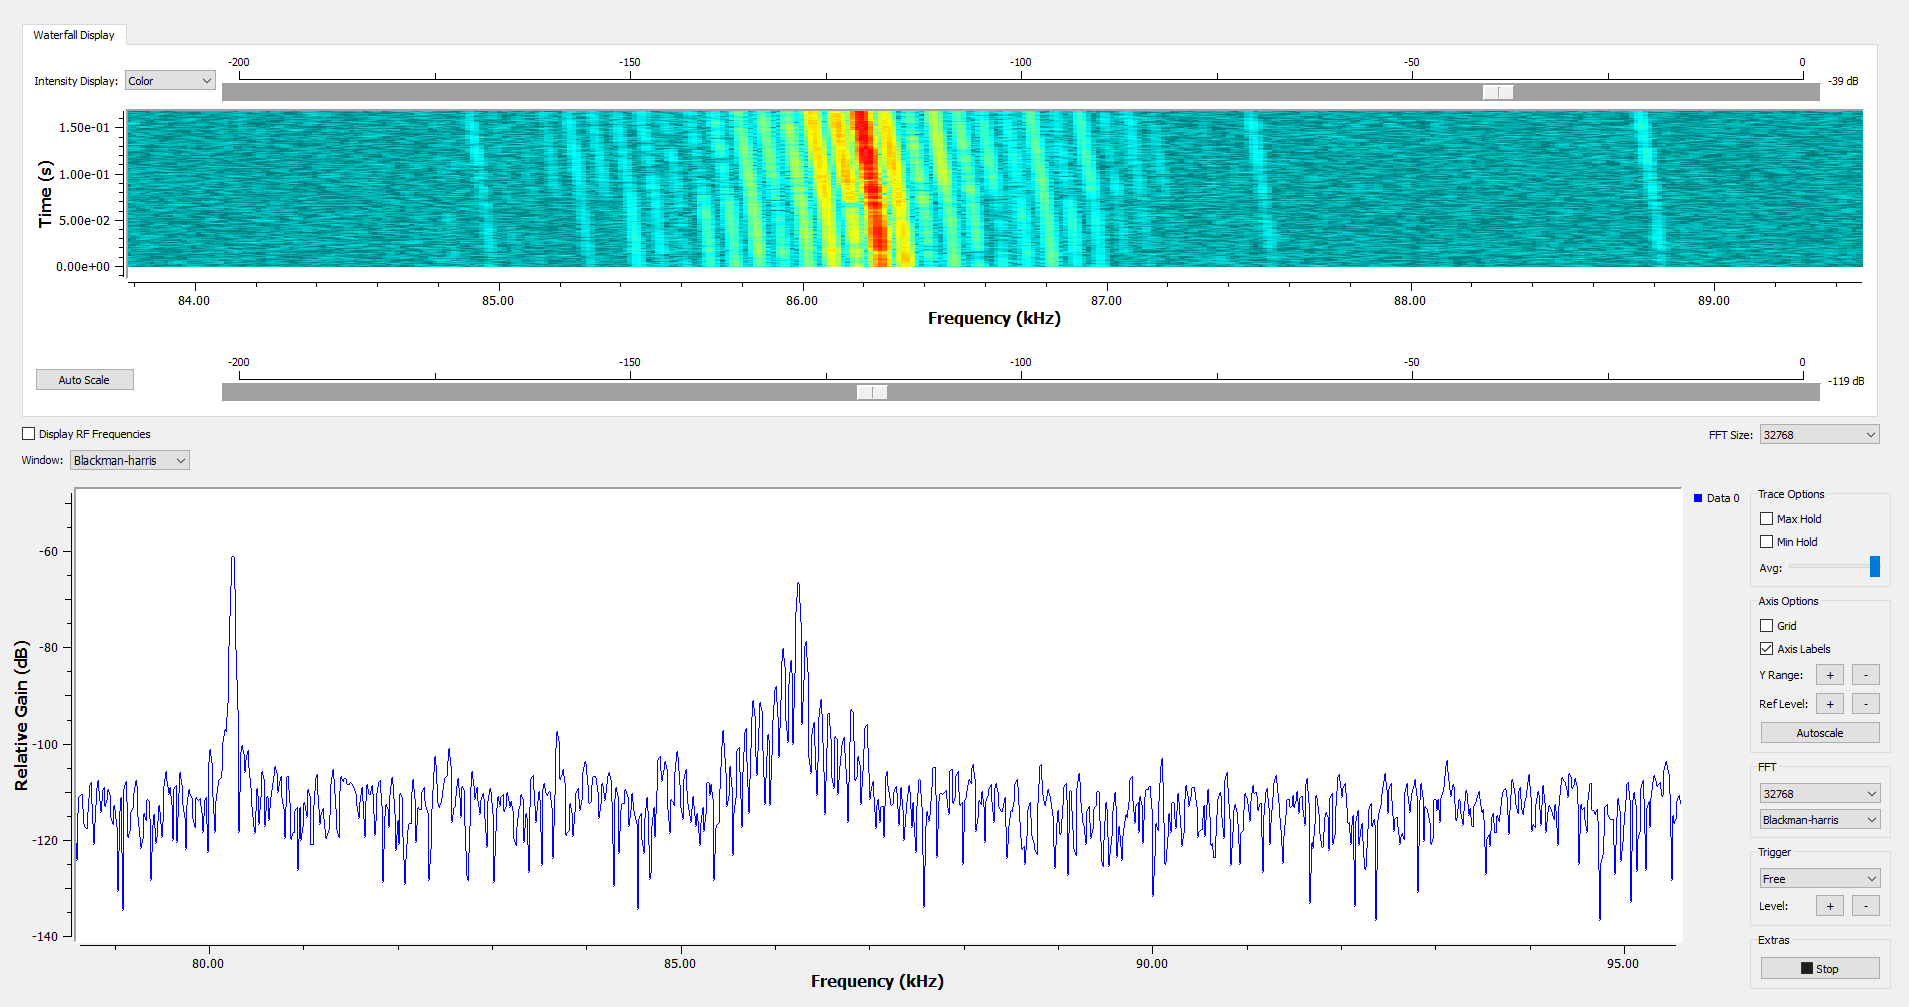 Waterfall Display
-200 -150 -100 -50 0
Intensity Display: Color -39 dB
1.50e-01
1.00e-01
5.00e-02
0.00e+00
Time (s)
84.00 85.00 86.00 87.00 88.00 89.00
Frequency (kHz)
-200 -150 -100 -50 0
Auto Scale -119 dB
Display RF Frequencies FFT Size: 32768
Window: Blackman-harris
Data 0
-60
-80
-100
-120
-140
Relative Gain (dB)
80.00 85.00 90.00 95.00
Frequency (kHz)
Trace Options
Max Hold
Min Hold
Avg:
Axis Options
Grid
Axis Labels
Y Range: + -
Ref Level: + -
Autoscale
FFT
32768
Blackman-harris
Trigger
Free
Level: + -
Extras
Stop